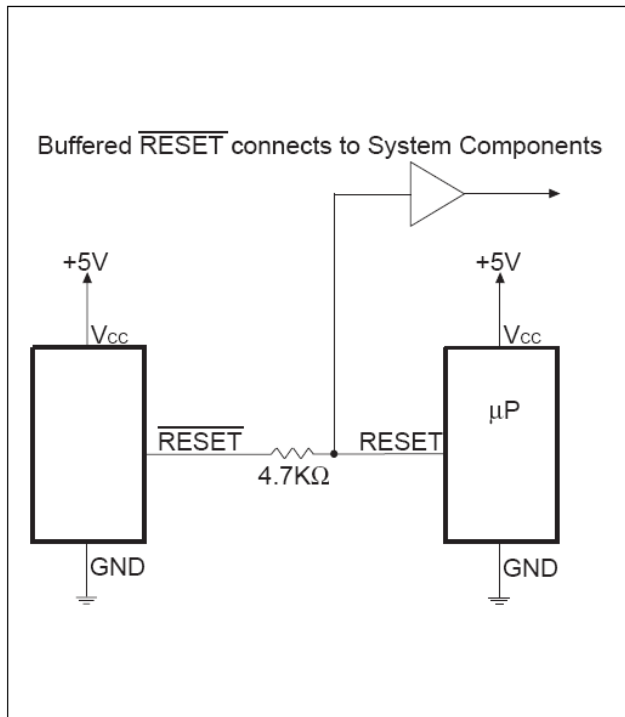 Buffered RESET connects to System Components
+5V +5V
Vcc Vcc
μP
RESET RESET
4.7KΩ
GND GND